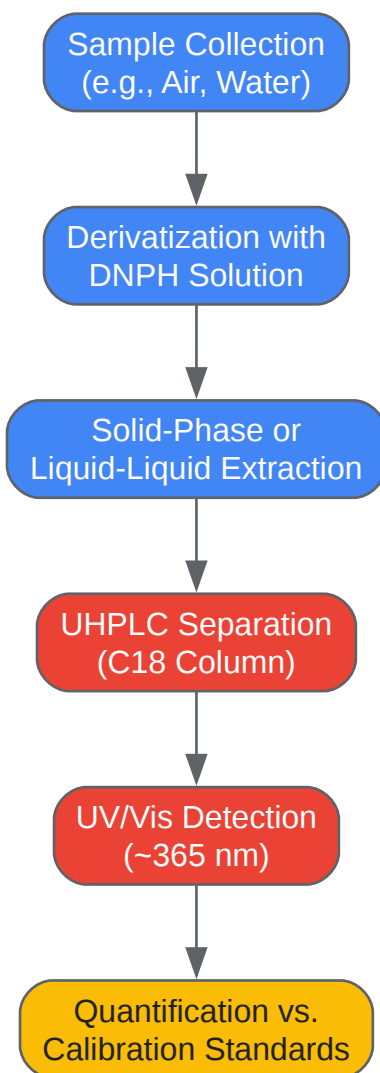 Sample Collection
(e.g., Air, Water)
Derivatization with
DNPH Solution
Solid-Phase or
Liquid-Liquid Extraction
UHPLC Separation
(C18 Column)
UV/Vis Detection
(~365 nm)
Quantification vs.
Calibration Standards